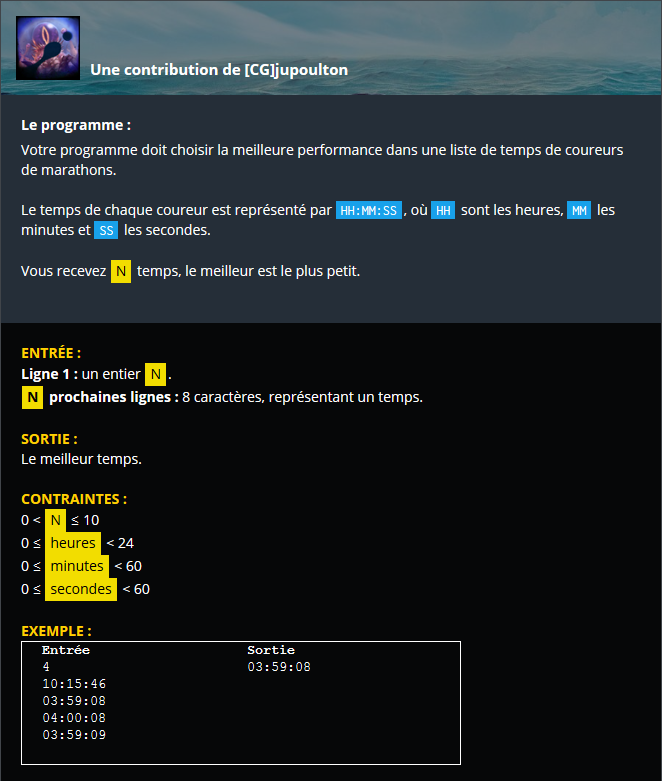 Une contribution de [CG]jupoulton
Le programme :
Votre programme doit choisir la meilleure performance dans une liste de temps de coureurs
de marathons.
Le temps de chaque coureur est représenté par HH:MM:SS, où HH sont les heures, MM les
minutes et SS les secondes.
Vous recevez N temps, le meilleur est le plus petit.
ENTRÉE :
Ligne 1 : un entier N.
N prochaines lignes : 8 caractères, représentant un temps.
SORTIE :
Le meilleur temps.
CONTRAINTES :
0 < N ≤ 10
0 ≤ heures < 24
0 ≤ minutes < 60
0 ≤ secondes < 60
EXEMPLE :
Entrée Sortie
4 03:59:08
10:15:46
03:59:08
04:00:08
03:59:09